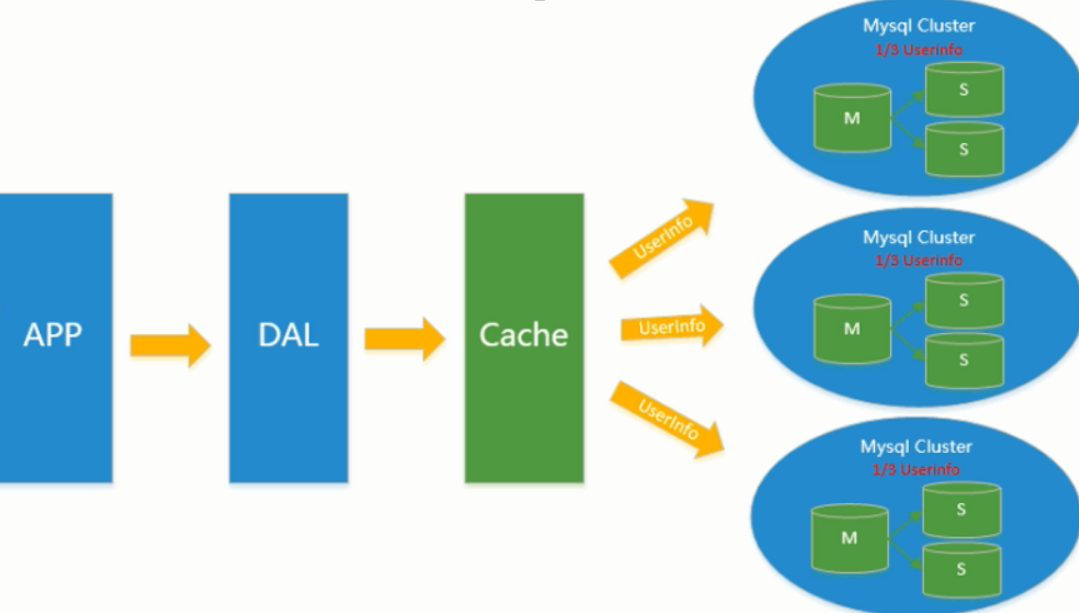 Mysql Cluster
1/3 Userinfo
M
S
S
APP
DAL
Cache
UserInfo
UserInfo
UserInfo
Mysql Cluster
1/3 Userinfo
M
S
S
Mysql Cluster
1/3 Userinfo
M
S
S